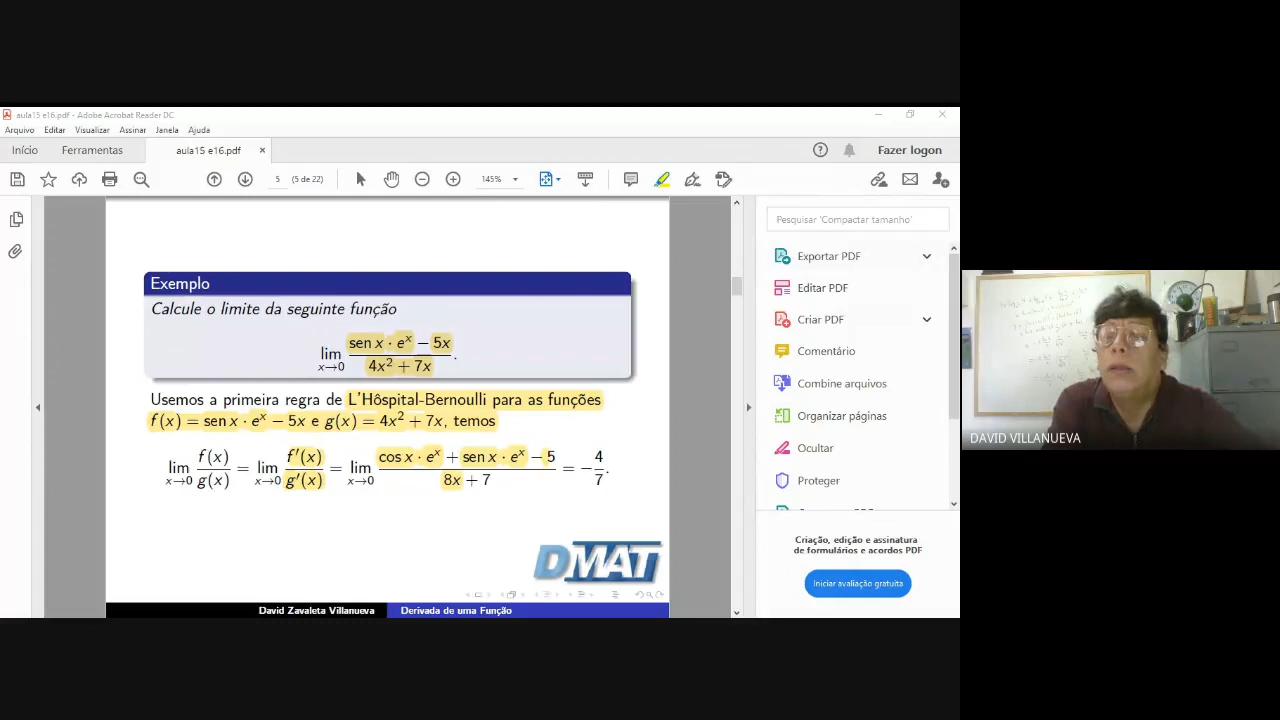 aula15 e16.pdf - Adobe Acrobat Reader DC
Arquivo Editar Visualizar Assinar Janela Ajuda
Início Ferramentas aula15 e16.pdf × Fazer logon
5 (5 de 22) 145%
Pesquisar 'Compactar tamanho'
Exportar PDF
Editar PDF
Criar PDF
Comentário
Combine arquivos
Organizar páginas
Ocultar
Proteger
Criação, edição e assinatura
de formulários e acordos PDF
Iniciar avaliação gratuita
Exemplo
Calcule o limite da seguinte função
lim x→0 (sen x · e^x − 5x)/(4x² + 7x).
Usemos a primeira regra de L'Hôspital-Bernoulli para as funções
f(x) = sen x · e^x − 5x e g(x) = 4x² + 7x, temos
lim x→0 f(x)/g(x) = lim x→0 f′(x)/g′(x) = lim x→0 (cos x · e^x + sen x · e^x − 5)/(8x + 7) = −4/7.
DMAT
David Zavaleta Villanueva Derivada de uma Função
DAVID VILLANUEVA